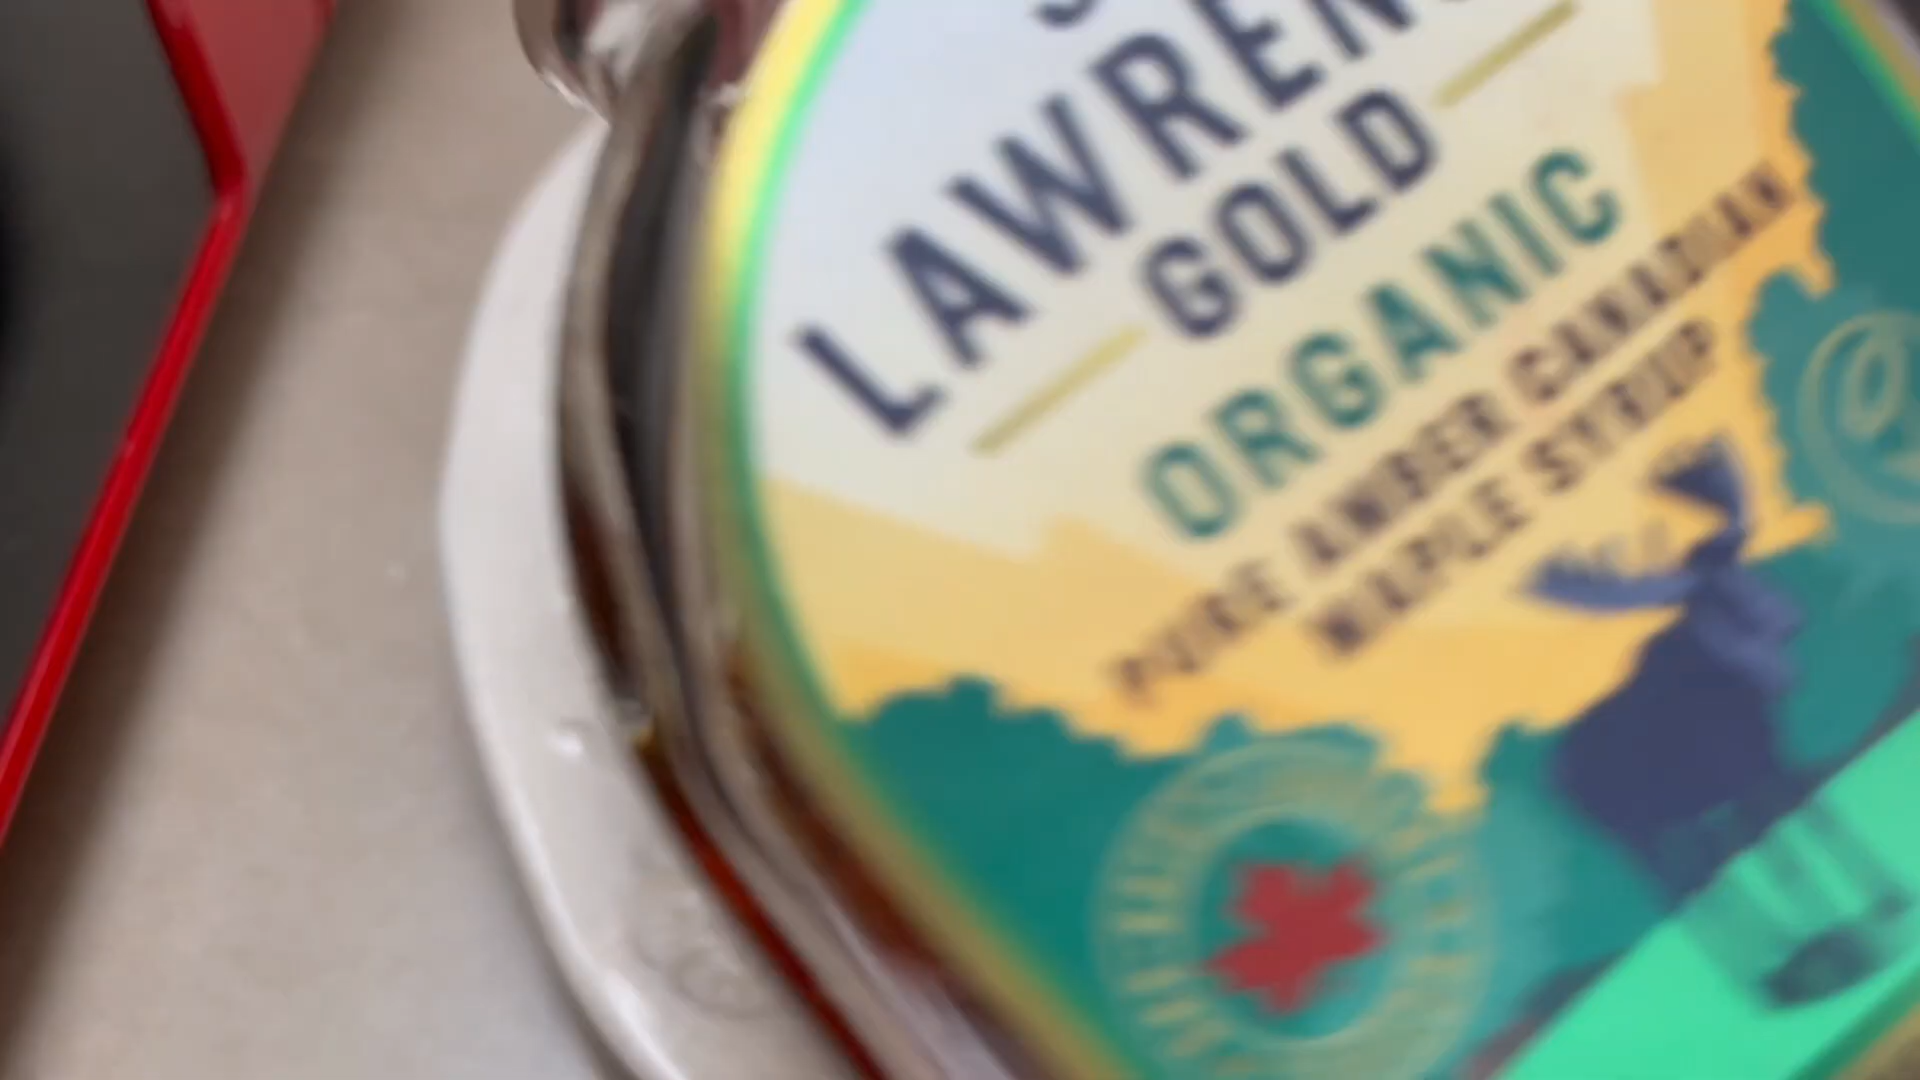 LAWREN
GOLD
ORGANIC
PURE AMBER CANADIAN
MAPLE SYRUP